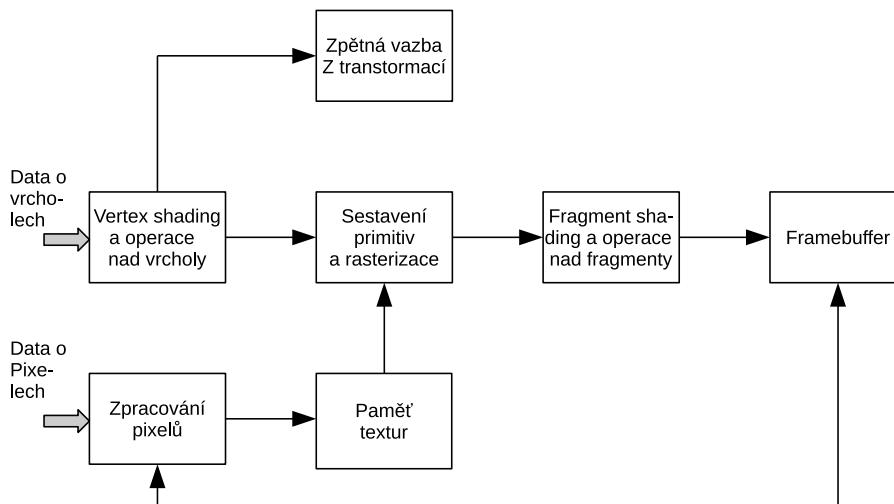 Zpětná vazba
Z transtormací
Data o
vrcho-
lech
Vertex shading
a operace
nad vrcholy
Sestavení
primitiv
a rasterizace
Fragment sha-
ding a operace
nad fragmenty
Framebuffer
Data o
Pixe-
lech
Zpracování
pixelů
Paměť
textur